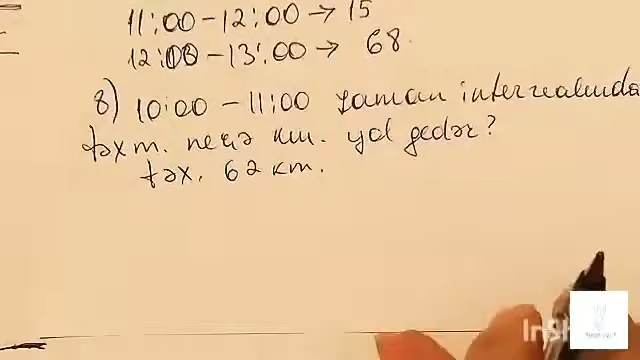 11:00 - 12:00 → 15
12:00 - 13:00 → 68.
8) 10:00 - 11:00 zaman intervalında
təxm. neçə km. yol gedər?
təx. 62 km.
InSh